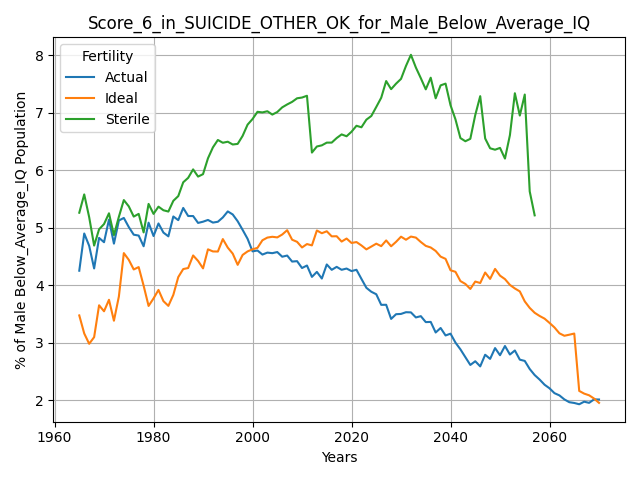 Score_6_in_SUICIDE_OTHER_OK_for_Male_Below_Average_IQ
Fertility
Actual
Ideal
Sterile
% of Male Below_Average_IQ Population
8
7
6
5
4
3
2
1960 1980 2000 2020 2040 2060
Years